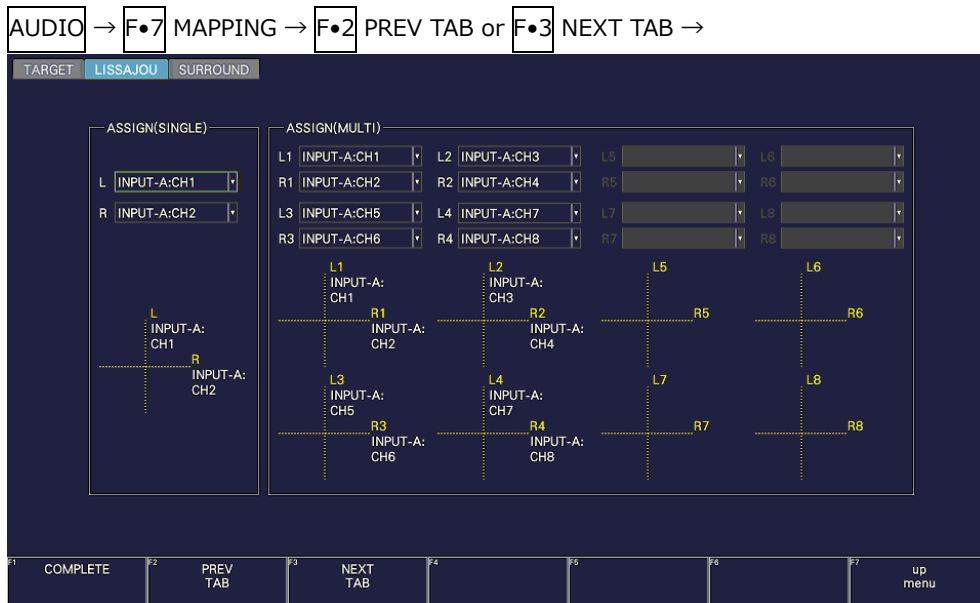 AUDIO → F•7 MAPPING → F•2 PREV TAB or F•3 NEXT TAB →
TARGET LISSAJOU SURROUND
ASSIGN(SINGLE)
L INPUT-A:CH1
R INPUT-A:CH2
L
INPUT-A:
CH1
R
INPUT-A:
CH2
ASSIGN(MULTI)
L1 INPUT-A:CH1 L2 INPUT-A:CH3 L5 L6
R1 INPUT-A:CH2 R2 INPUT-A:CH4 R5 R6
L3 INPUT-A:CH5 L4 INPUT-A:CH7 L7 L8
R3 INPUT-A:CH6 R4 INPUT-A:CH8 R7 R8
L1
INPUT-A:
CH1
R1
INPUT-A:
CH2
L2
INPUT-A:
CH3
R2
INPUT-A:
CH4
L5
R5
L6
R6
L3
INPUT-A:
CH5
R3
INPUT-A:
CH6
L4
INPUT-A:
CH7
R4
INPUT-A:
CH8
L7
R7
L8
R8
F1 COMPLETE
F2 PREV
TAB
F3 NEXT
TAB
F4
F5
F6
F7 up
menu